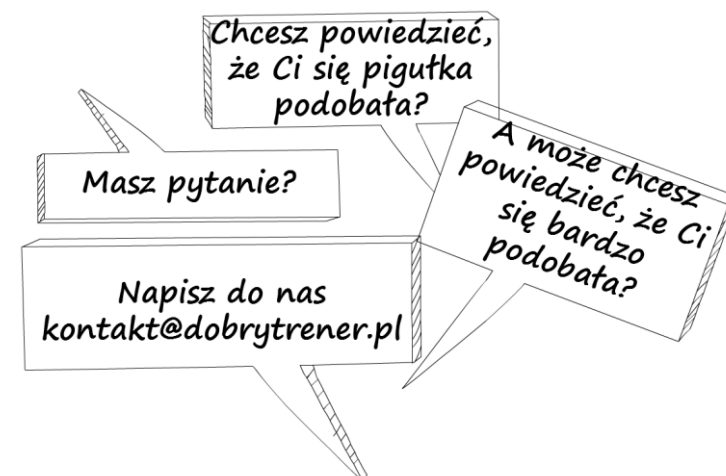 Chcesz powiedzieć,
że Ci się pigułka
podobała?
A może chcesz
powiedzieć, że Ci
się bardzo
podobała?
Masz pytanie?
Napisz do nas
kontakt@dobrytrener.pl